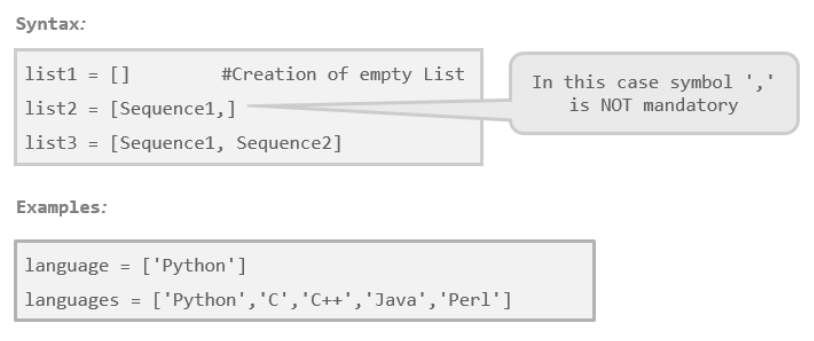 Syntax:
list1 = []        #Creation of empty List
list2 = [Sequence1,]
list3 = [Sequence1, Sequence2]
In this case symbol ','
is NOT mandatory
Examples:
language = ['Python']
languages = ['Python','C','C++','Java','Perl']